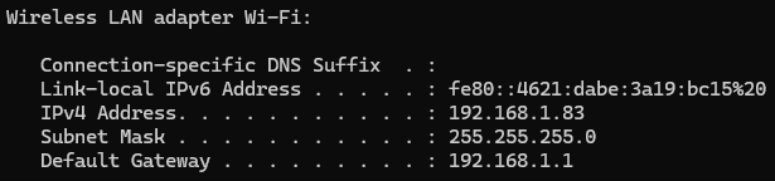 Wireless LAN adapter Wi-Fi:
Connection-specific DNS Suffix  . :
Link-local IPv6 Address . . . . . : fe80::4621:dabe:3a19:bc15%20
IPv4 Address. . . . . . . . . . . : 192.168.1.83
Subnet Mask . . . . . . . . . . . : 255.255.255.0
Default Gateway . . . . . . . . . : 192.168.1.1